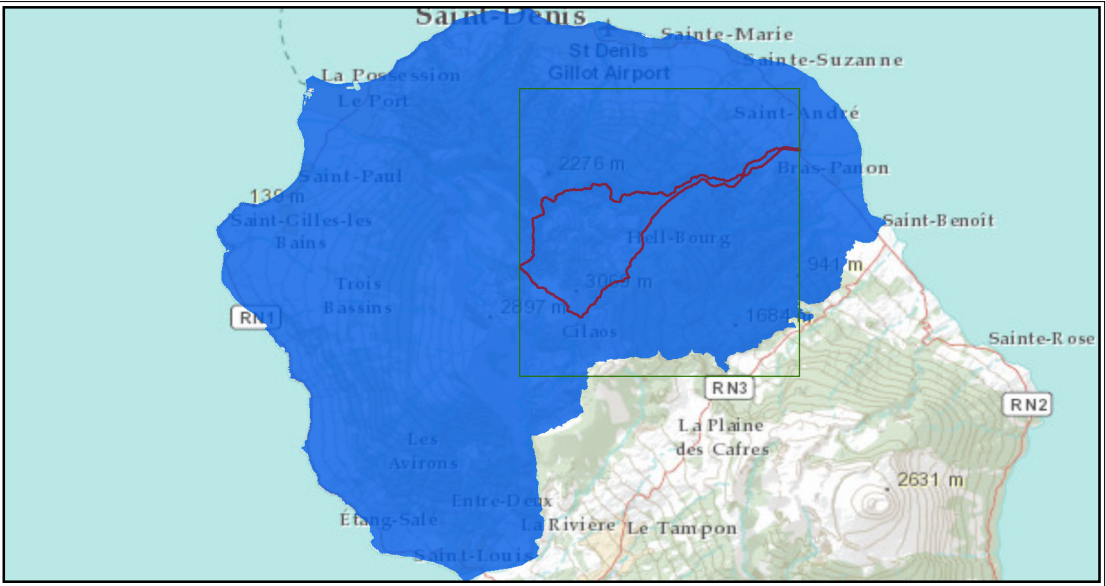 Saint-Denis
Sainte-Marie
St Denis
Gillot Airport
Sainte-Suzanne
La Possession
Le Port
Saint-André
2276 m
Bras-Panon
Saint-Paul
138 m
Saint-Gilles-les
Bains
Saint-Benoît
Hell-Bourg
941 m
Trois
Bassins
3069 m
2897 m
RN1
1684 m
Cilaos
Sainte-Rose
RN3
RN2
La Plaine
des Cafres
Les
Avirons
2631 m
Entre-Deux
Étang-Salé
La Rivière
Le Tampon
Saint-Louis